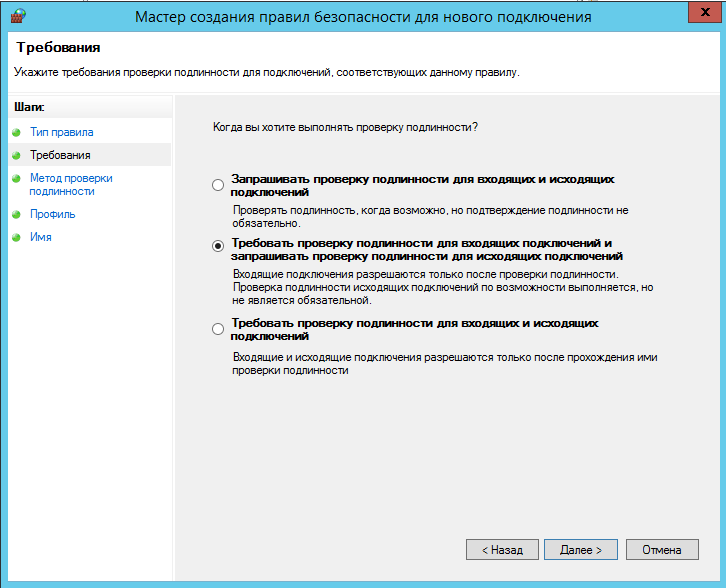 Мастер создания правил безопасности для нового подключения
x
Требования
Укажите требования проверки подлинности для подключений, соответствующих данному правилу.
Шаги:
Тип правила
Требования
Метод проверки
подлинности
Профиль
Имя
Когда вы хотите выполнять проверку подлинности?
Запрашивать проверку подлинности для входящих и исходящих
подключений
Проверять подлинность, когда возможно, но подтверждение подлинности не
обязательно.
Требовать проверку подлинности для входящих подключений и
запрашивать проверку подлинности для исходящих подключений
Входящие подключения разрешаются только после проверки подлинности.
Проверка подлинности исходящих подключений по возможности выполняется, но
не является обязательной.
Требовать проверку подлинности для входящих и исходящих
подключений
Входящие и исходящие подключения разрешаются только после прохождения ими
проверки подлинности
< Назад
Далее >
Отмена